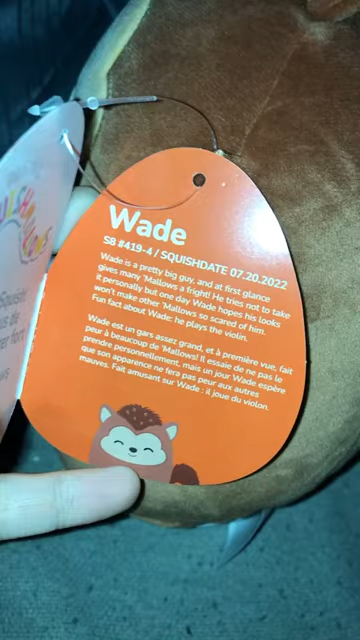 Wade
S8 #419-4 / SQUISHDATE 07.20.2022
Wade is a pretty big guy, and at first glance
gives many 'Mallows a fright! He tries not to take
it personally but one day Wade hopes his looks
won't make other 'Mallows so scared of him.
Fun fact about Wade: he plays the violin.
Wade est un gars assez grand, et à première vue, fait
peur à beaucoup de 'Mallows! Il essaie de ne pas le
prendre personnellement, mais un jour Wade espère
que son apparence ne fera pas peur aux autres
mauves. Fait amusant sur Wade : il joue du violon.